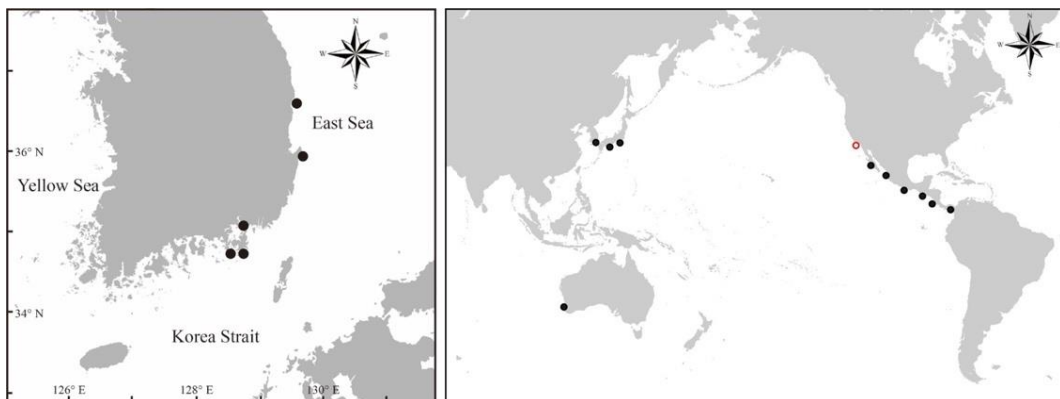 N
W E
S
East Sea
36° N
Yellow Sea
34° N
Korea Strait
126° E 128° E 130° E
N
W E
S